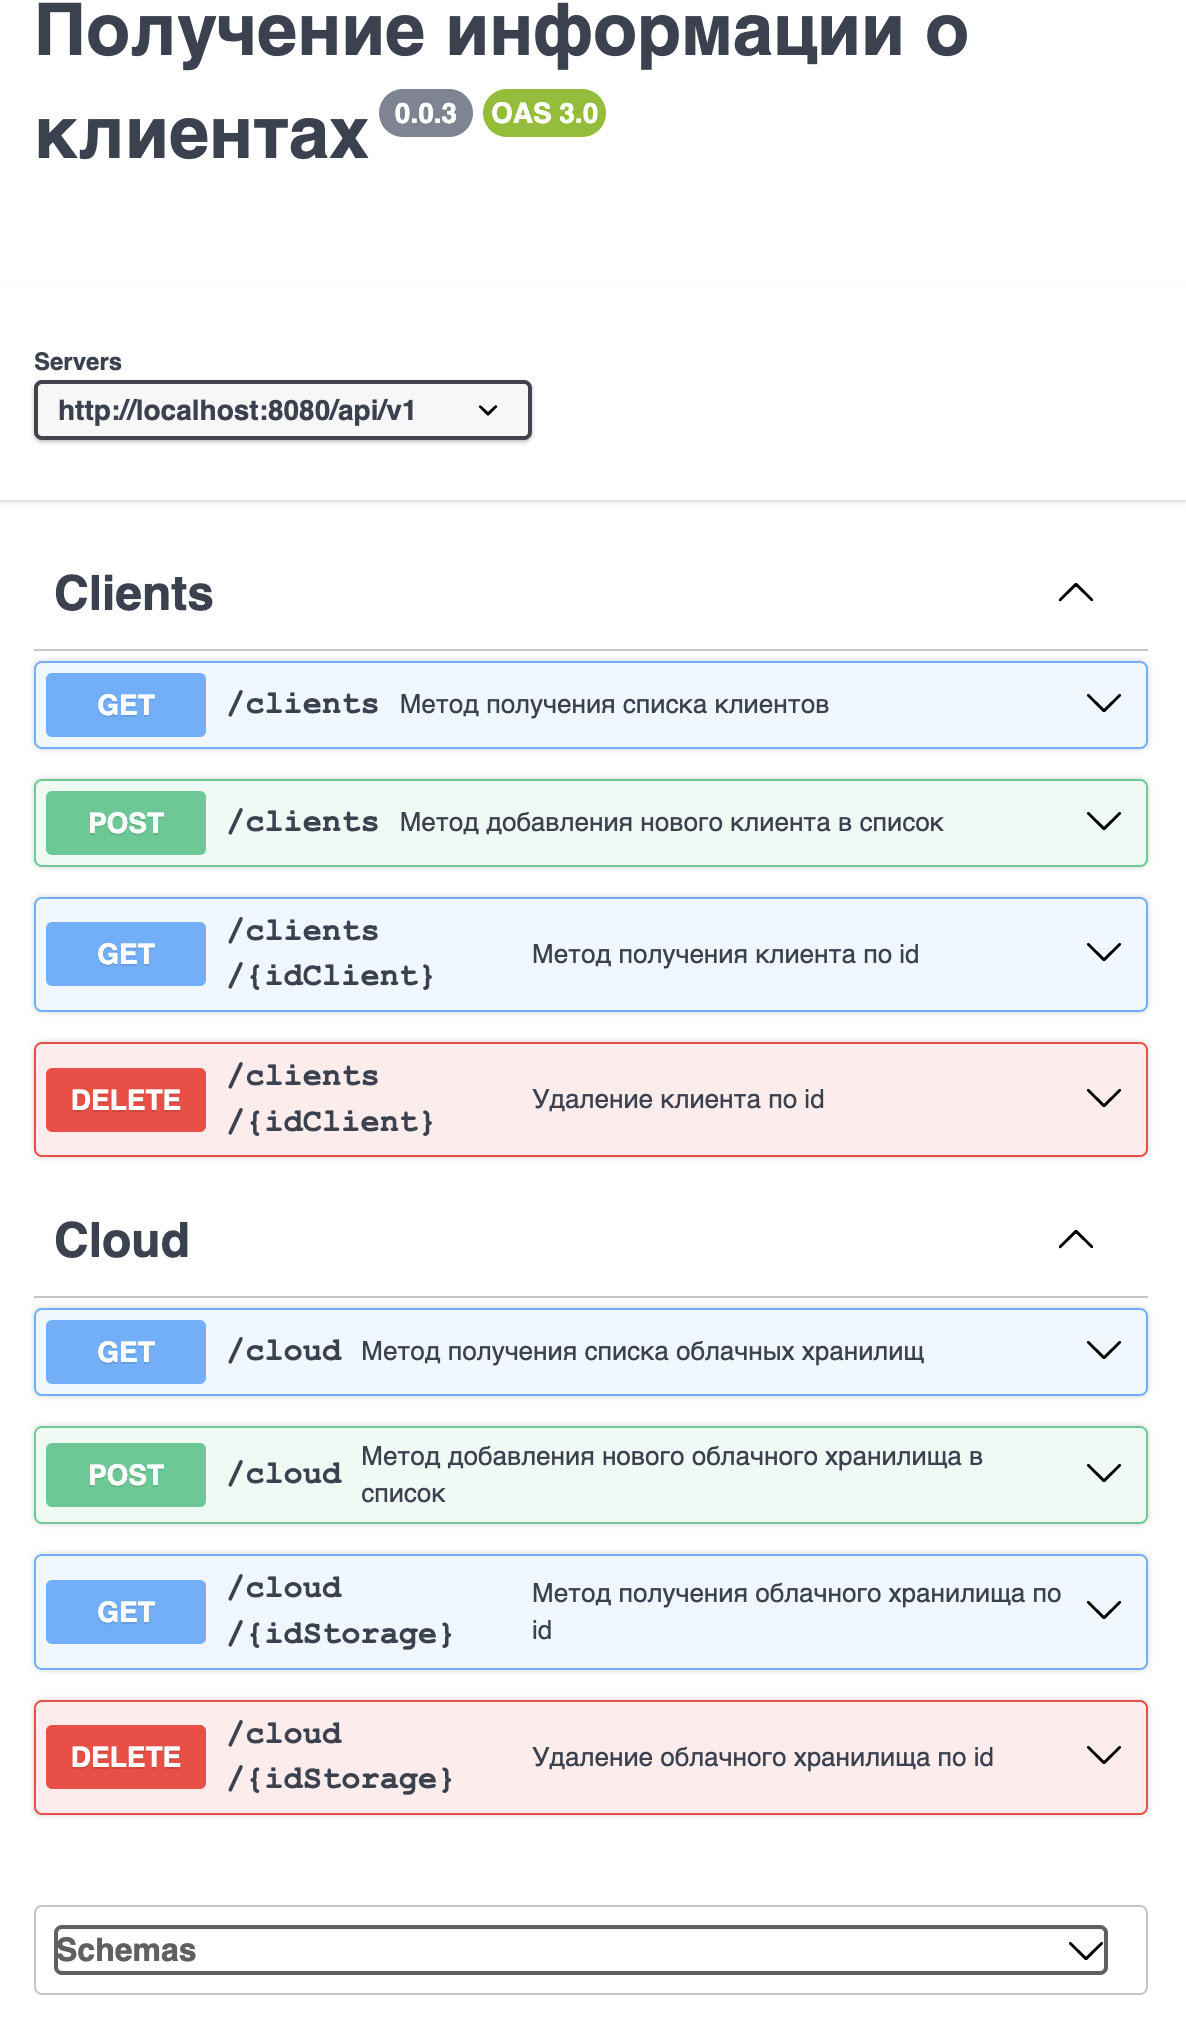 Получение информации о
клиентах 0.0.3 OAS 3.0
Servers
http://localhost:8080/api/v1
Clients
GET /clients Метод получения списка клиентов
POST /clients Метод добавления нового клиента в список
GET /clients
/{idClient} Метод получения клиента по id
DELETE /clients
/{idClient} Удаление клиента по id
Cloud
GET /cloud Метод получения списка облачных хранилищ
POST /cloud Метод добавления нового облачного хранилища в
список
GET /cloud
/{idStorage} Метод получения облачного хранилища по
id
DELETE /cloud
/{idStorage} Удаление облачного хранилища по id
Schemas